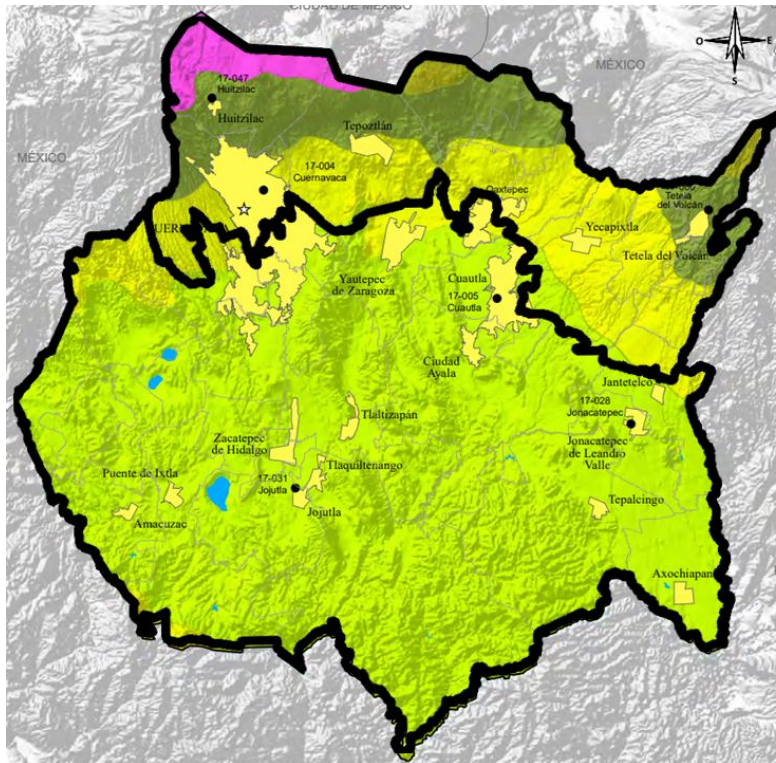 CIUDAD DE MÉXICO
O
E
S
MÉXICO
17-047
Huitzilac
Huitzilac
Tepoztlán
MÉXICO
17-004
Cuernavaca
Oaxtepec
Tetela
del Volcán
Yecapixtla
Tetela del Volcán
Yautepec
de Zaragoza
Cuautla
17-005
Cuautla
Ciudad
Ayala
Jantetelco
17-028
Jonacatepec
Tlaltizapán
Zacatepec
de Hidalgo
Jonacatepec
de Leandro
Valle
Tlaquiltenango
Puente de Ixtla
17-031
Jojutla
Jojutla
Tepalcingo
Amacuzac
Axochiapan